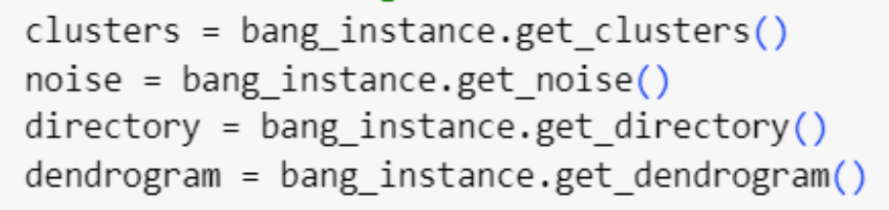 clusters = bang_instance.get_clusters()
noise = bang_instance.get_noise()
directory = bang_instance.get_directory()
dendrogram = bang_instance.get_dendrogram()